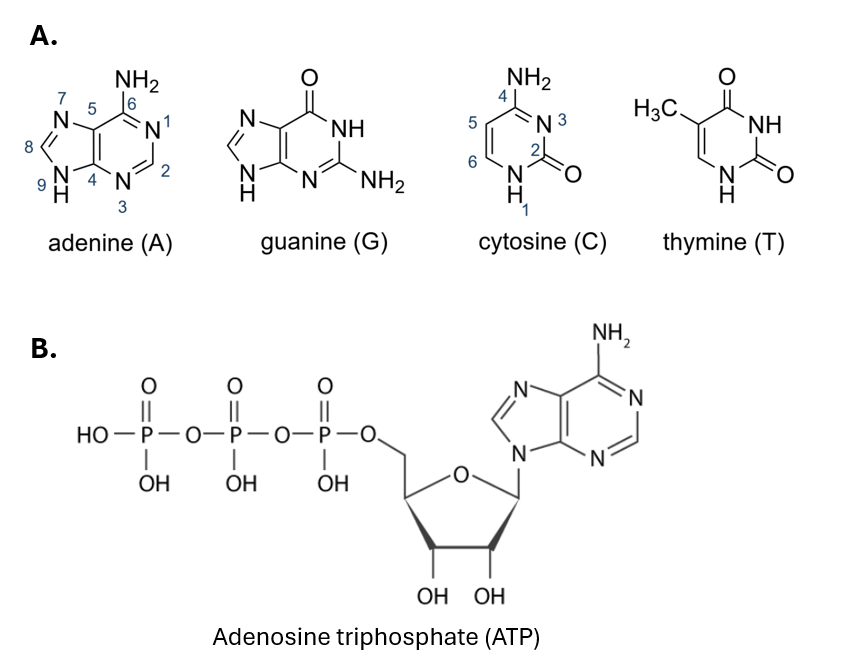 A.
NH2 O NH2 O
7 5 6 N 1 N NH 4 5 N 3 H3C NH
8 2 6 2
9 N H 4 N 3 N H N NH2 N H 1 O N H O
adenine (A) guanine (G) cytosine (C) thymine (T)
B.
NH2
O O O N N
HO P O P O P O N N
OH OH OH O
OH OH
Adenosine triphosphate (ATP)